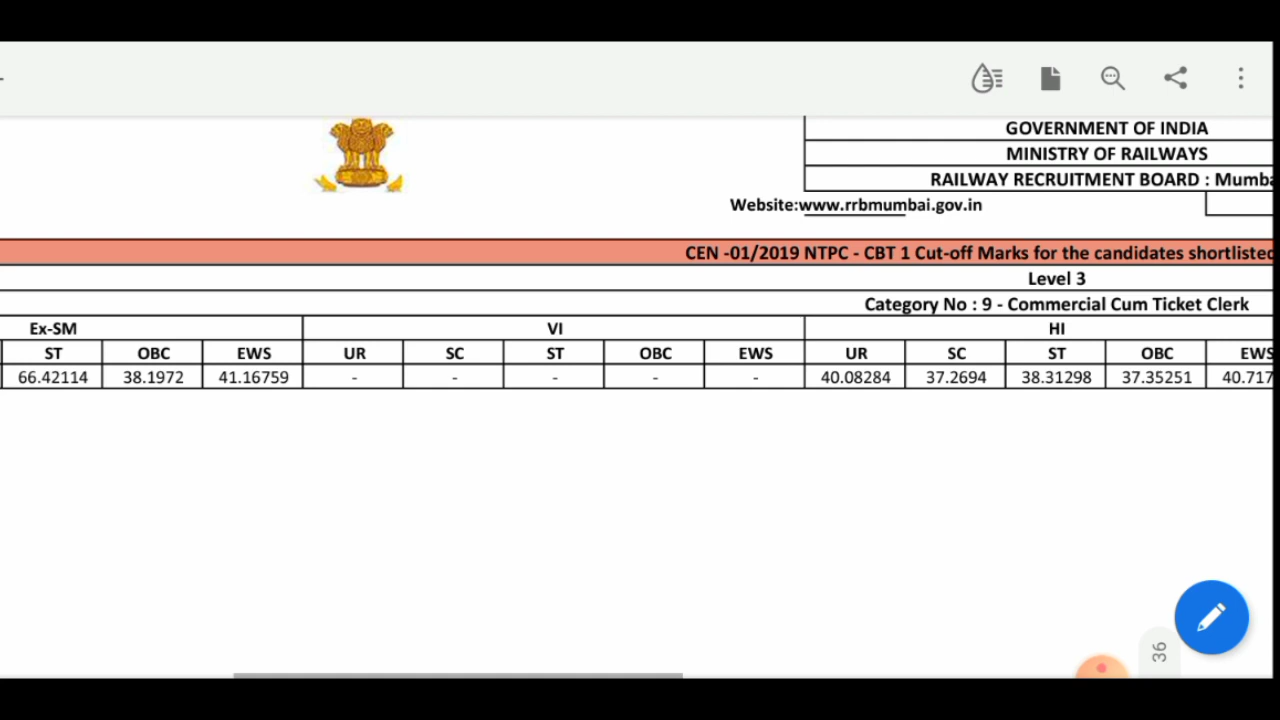 GOVERNMENT OF INDIA
MINISTRY OF RAILWAYS
RAILWAY RECRUITMENT BOARD :
Website:www.rrbmumbai.gov.in
CEN -01/2019 NTPC - CBT 1 Cut-off Marks for the candidates shortlisted
Level 3
Category No : 9 - Commercial Cum Ticket Clerk
Ex-SM VI HI
ST OBC EWS UR SC ST OBC EWS UR SC ST OBC EWS
66.42114 38.1972 41.16759 - - - - - 40.08284 37.2694 38.31298 37.35251 40.717
36